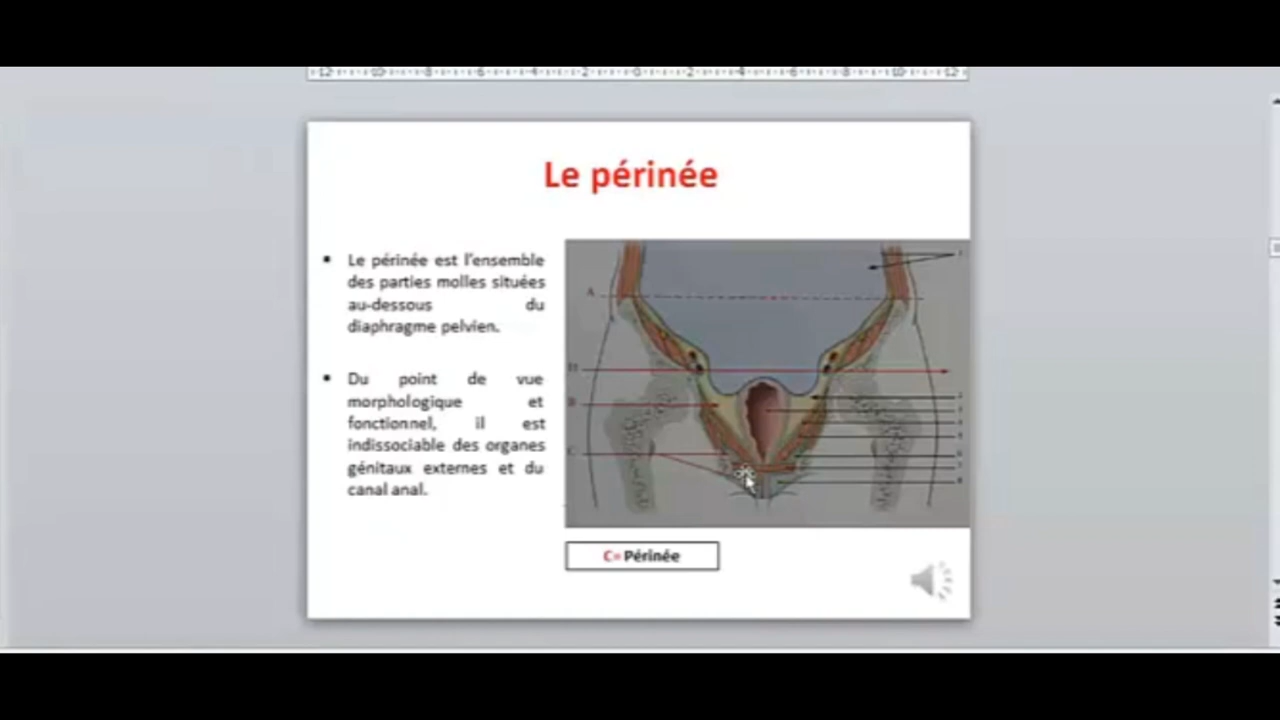 Le périnée
▪ Le périnée est l'ensemble
des parties molles situées
au-dessous du
diaphragme pelvien.
▪ Du point de vue
morphologique et
fonctionnel, il est
indissociable des organes
génitaux externes et du
canal anal.
A
B
C
C= Périnée